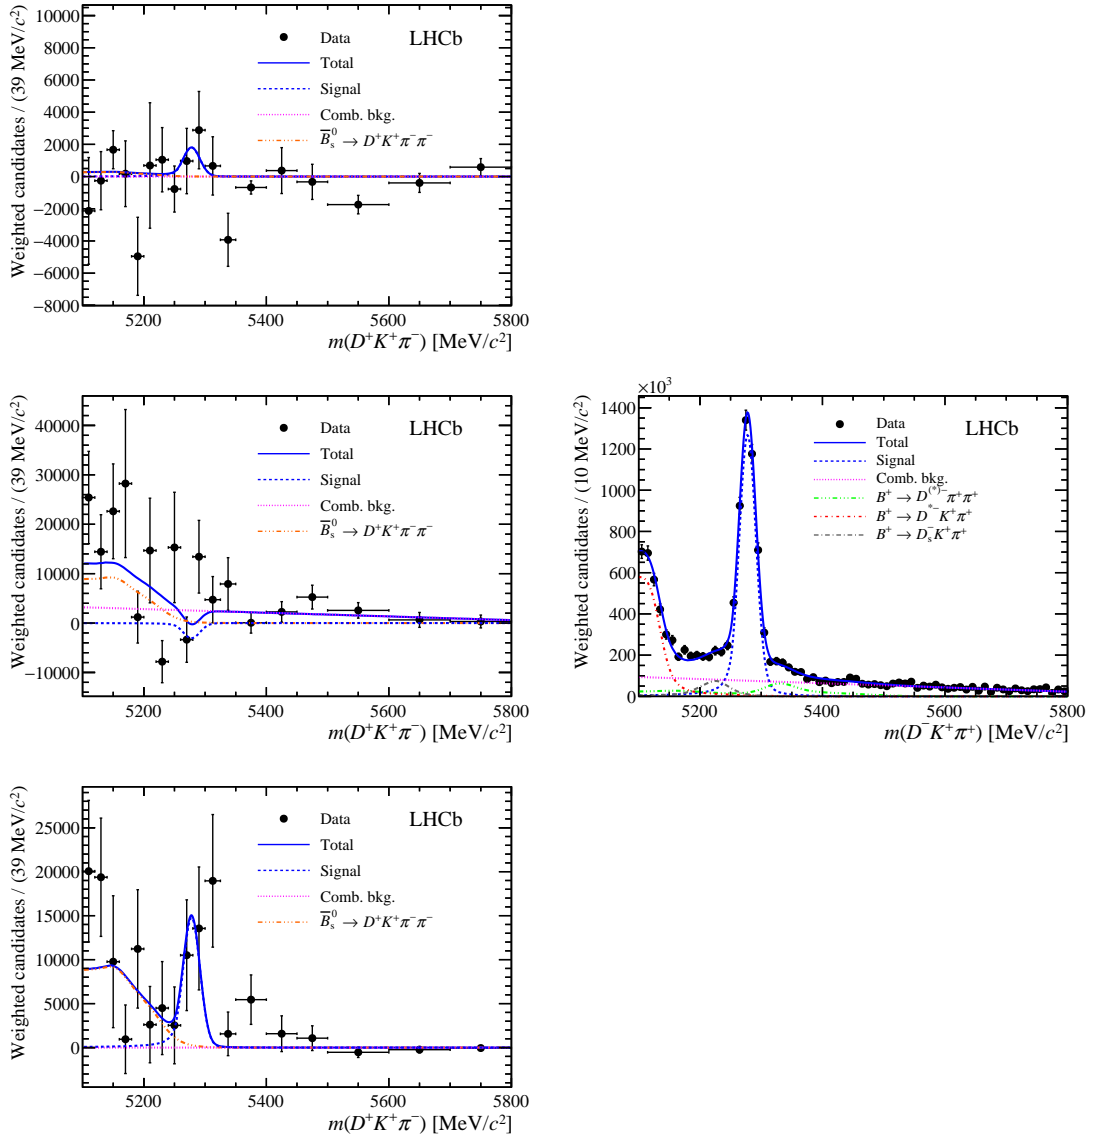 10000
8000
6000
4000
2000
0
−2000
−4000
−6000
−8000
Weighted candidates / (39 MeV/c²)
LHCb
Data
Total
Signal
Comb. bkg.
B̅⁰ₛ → D⁺K⁺π⁻π⁻
5200 5400 5600 5800
m(D⁺K⁺π⁻) [MeV/c²]
40000
30000
20000
10000
0
−10000
Weighted candidates / (39 MeV/c²)
LHCb
Data
Total
Signal
Comb. bkg.
B̅⁰ₛ → D⁺K⁺π⁻π⁻
5200 5400 5600 5800
m(D⁺K⁺π⁻) [MeV/c²]
×10³
1400
1200
1000
800
600
400
200
0
Weighted candidates / (10 MeV/c²)
LHCb
Data
Total
Signal
Comb. bkg.
B⁺ → D⁽*⁾⁻π⁺π⁺
B⁺ → D*⁻K⁺π⁺
B⁺ → Dₛ⁻K⁺π⁺
5200 5400 5600 5800
m(D⁻K⁺π⁺) [MeV/c²]
25000
20000
15000
10000
5000
0
Weighted candidates / (39 MeV/c²)
LHCb
Data
Total
Signal
Comb. bkg.
B̅⁰ₛ → D⁺K⁺π⁻π⁻
5200 5400 5600 5800
m(D⁺K⁺π⁻) [MeV/c²]